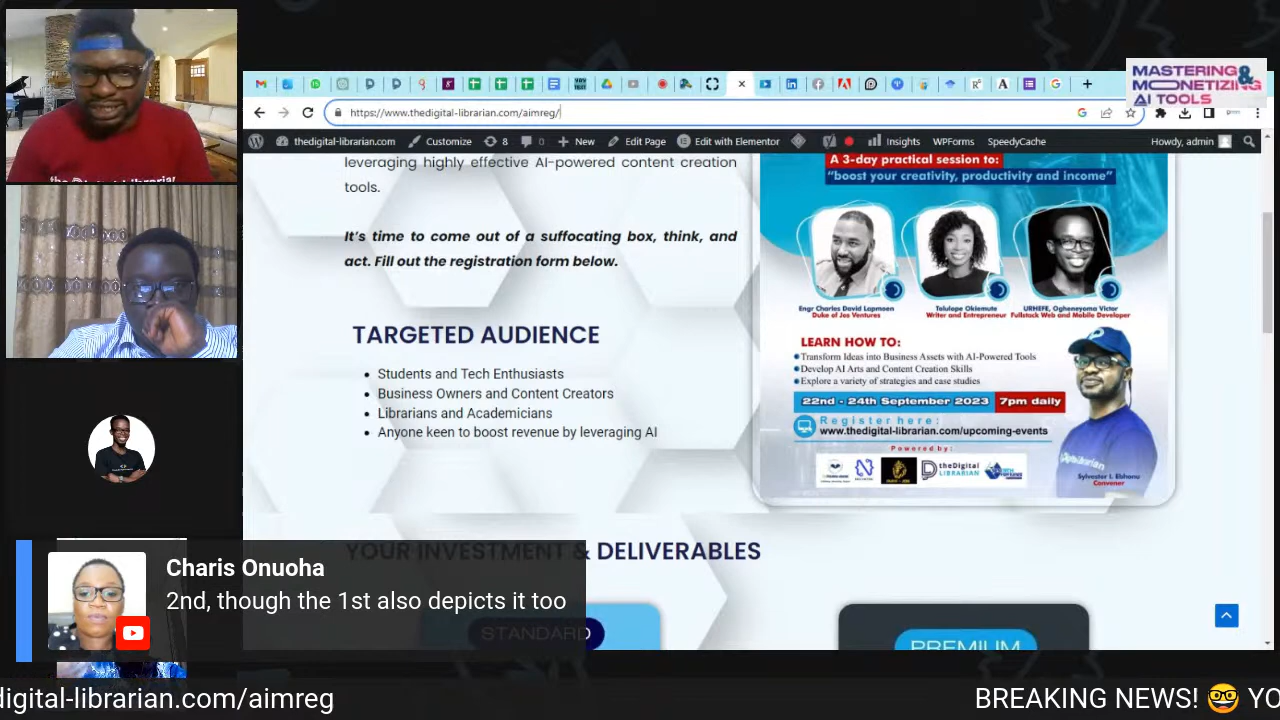 MASTERING &
MONETIZING
AI TOOLS
https://www.thedigital-librarian.com/aimreg/
thedigital-librarian.com Customize 8 0 New Edit Page Edit with Elementor Insights WPForms SpeedyCache Howdy, admin
leveraging highly effective AI-powered content creation
tools.
It's time to come out of a suffocating box, think, and
act. Fill out the registration form below.
TARGETED AUDIENCE
Students and Tech Enthusiasts
Business Owners and Content Creators
Librarians and Academicians
Anyone keen to boost revenue by leveraging AI
A 3-day practical session to:
"boost your creativity, productivity and income"
Engr Charles David Lapmoen
Duke of Jos Ventures
Tolulope Okiemute
Writer and Entrepreneur
URHEFE, Ogheneyoma Victor
Fullstack Web and Mobile Developer
LEARN HOW TO:
Transform Ideas into Business Assets with AI-Powered Tools
Develop AI Arts and Content Creation Skills
Explore a variety of strategies and case studies
22nd - 24th September 2023 7pm daily
Register here:
www.thedigital-librarian.com/upcoming-events
Powered by:
theDigital
LIBRARIAN
Sylvester I. Ebhonu
Convener
YOUR INVESTMENT & DELIVERABLES
STANDARD
PREMIUM
Charis Onuoha
2nd, though the 1st also depicts it too
digital-librarian.com/aimreg
BREAKING NEWS! 🤓 YO